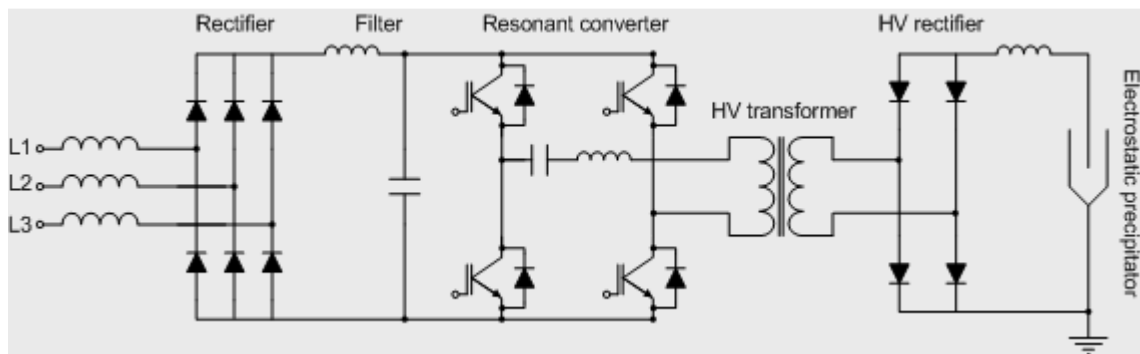 Rectifier
Filter
Resonant converter
HV rectifier
HV transformer
Electrostatic precipitator
L1
L2
L3